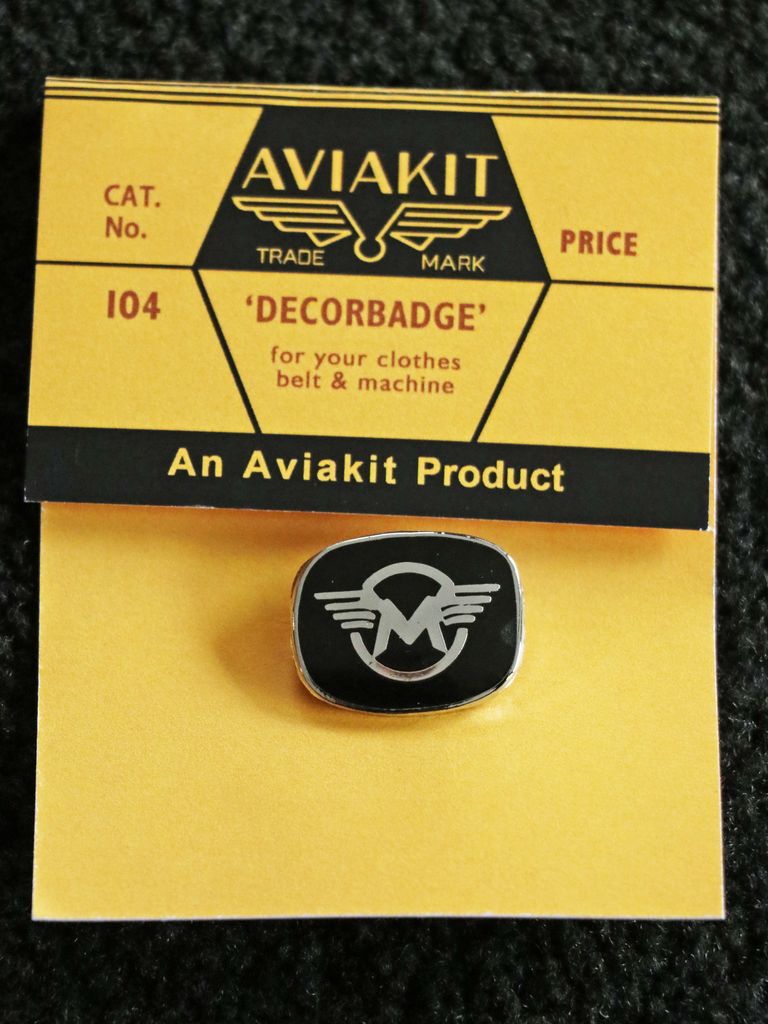 AVIAKIT
TRADE MARK
CAT.
No.
PRICE
104
'DECORBADGE'
for your clothes
belt & machine
An Aviakit Product
M